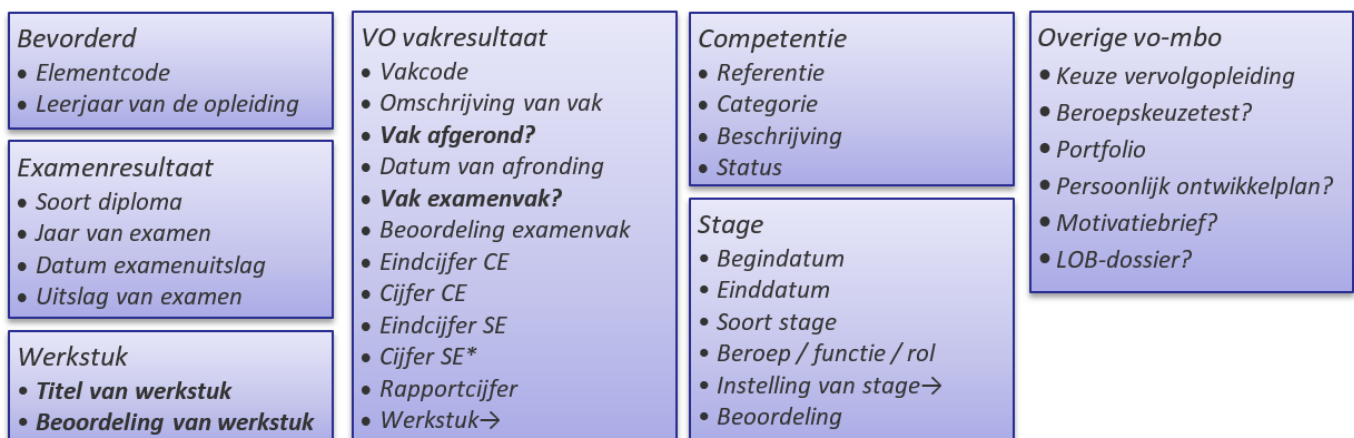 Bevorderd
• Elementcode
• Leerjaar van de opleiding
Examenresultaat
• Soort diploma
• Jaar van examen
• Datum examenuitslag
• Uitslag van examen
Werkstuk
• Titel van werkstuk
• Beoordeling van werkstuk
VO vakresultaat
• Vakcode
• Omschrijving van vak
• Vak afgerond?
• Datum van afronding
• Vak examenvak?
• Beoordeling examenvak
• Eindcijfer CE
• Cijfer CE
• Eindcijfer SE
• Cijfer SE*
• Rapportcijfer
• Werkstuk→
Competentie
• Referentie
• Categorie
• Beschrijving
• Status
Stage
• Begindatum
• Einddatum
• Soort stage
• Beroep / functie / rol
• Instelling van stage→
• Beoordeling
Overige vo-mbo
• Keuze vervolgopleiding
• Beroepskeuzetest?
• Portfolio
• Persoonlijk ontwikkelplan?
• Motivatiebrief?
• LOB-dossier?